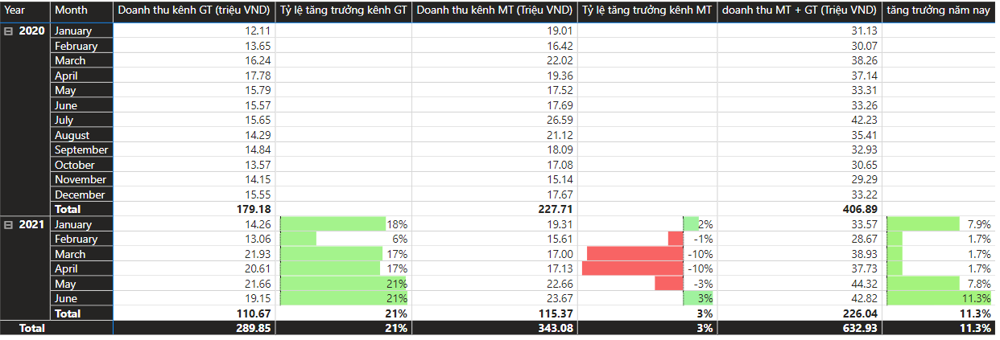 Year Month Doanh thu kênh GT (triệu VND) Tỷ lệ tăng trưởng kênh GT Doanh thu kênh MT (Triệu VND) Tỷ lệ tăng trưởng kênh MT doanh thu MT + GT (Triệu VND) tăng trưởng năm nay
2020 January 12.11 19.01 31.13
February 13.65 16.42 30.07
March 16.24 22.02 38.26
April 17.78 19.36 37.14
May 15.79 17.52 33.31
June 15.57 17.69 33.26
July 15.65 26.59 42.23
August 14.29 21.12 35.41
September 14.84 18.09 32.93
October 13.57 17.08 30.65
November 14.15 15.14 29.29
December 15.55 17.67 33.22
Total 179.18 227.71 406.89
2021 January 14.26 18% 19.31 2% 33.57 7.9%
February 13.06 6% 15.61 -1% 28.67 1.7%
March 21.93 17% 17.00 -10% 38.93 1.7%
April 20.61 17% 17.13 -10% 37.73 1.7%
May 21.66 21% 22.66 -3% 44.32 7.8%
June 19.15 21% 23.67 3% 42.82 11.3%
Total 110.67 21% 115.37 3% 226.04 11.3%
Total 289.85 21% 343.08 3% 632.93 11.3%